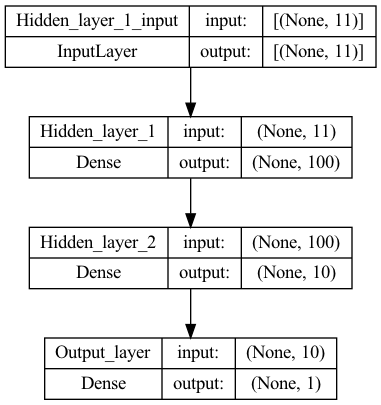 Hidden_layer_1_input input: [(None, 11)]
InputLayer output: [(None, 11)]
Hidden_layer_1 input: (None, 11)
Dense output: (None, 100)
Hidden_layer_2 input: (None, 100)
Dense output: (None, 10)
Output_layer input: (None, 10)
Dense output: (None, 1)